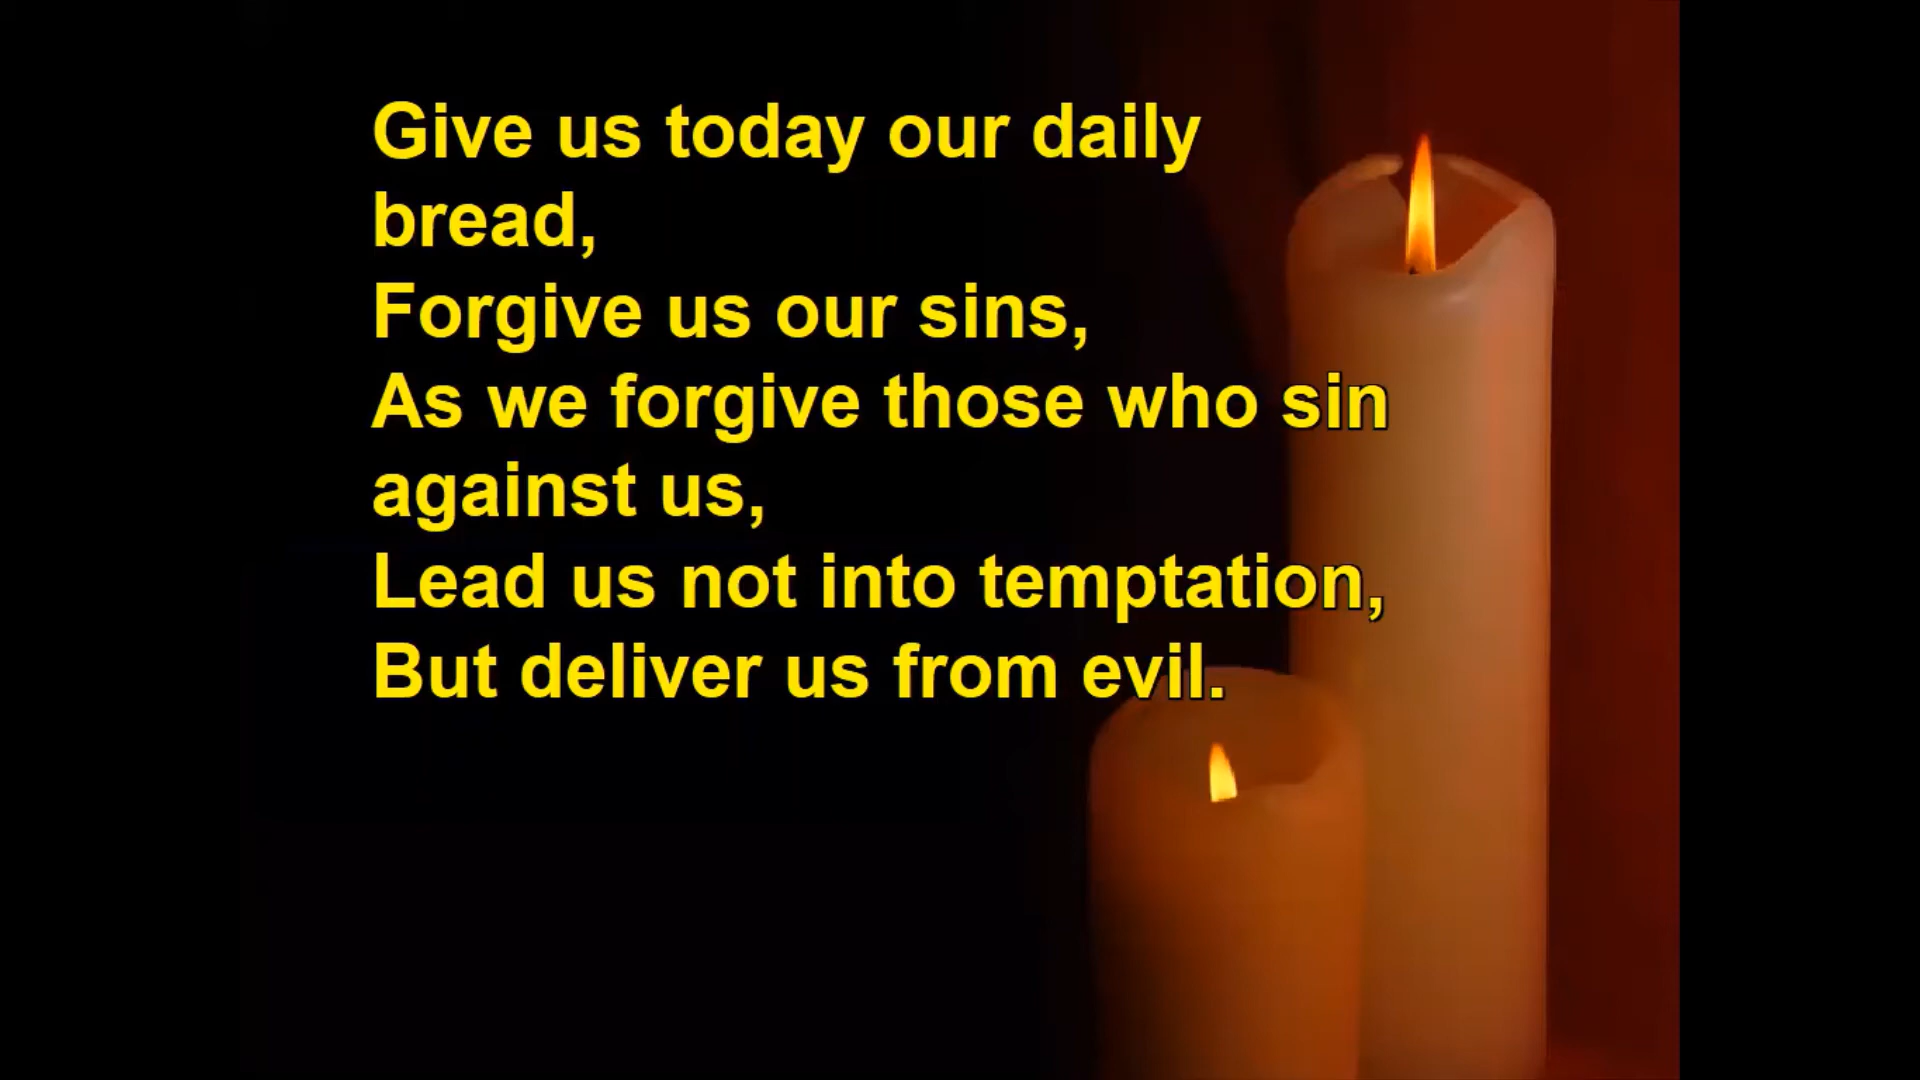 Give us today our daily
bread,
Forgive us our sins,
As we forgive those who sin
against us,
Lead us not into temptation,
But deliver us from evil.